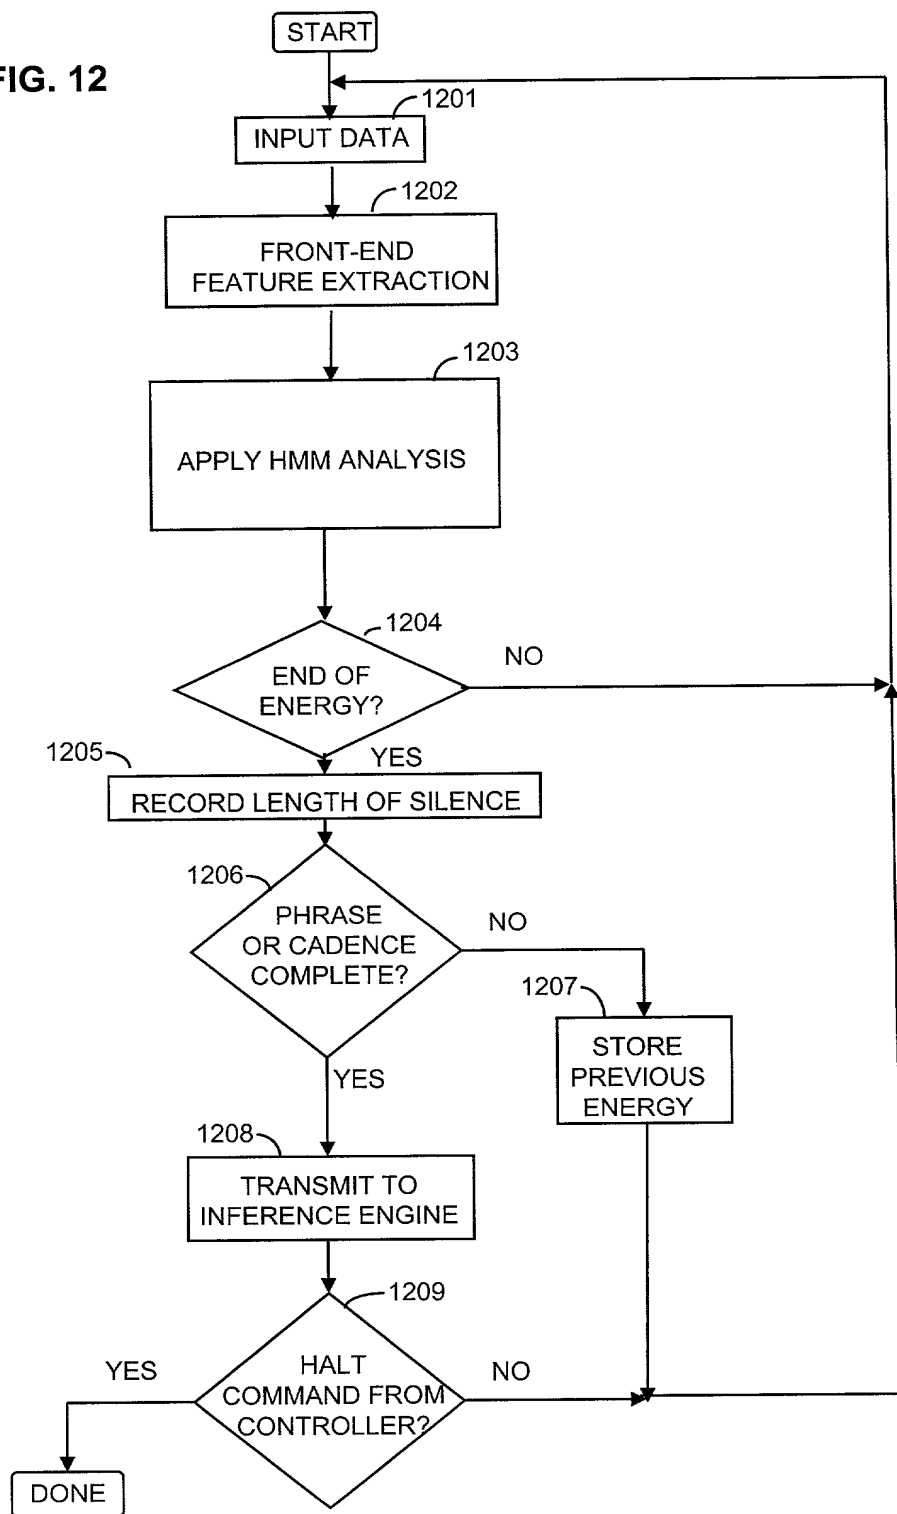 START
FIG. 12
1201
INPUT DATA
1202
FRONT-END
FEATURE EXTRACTION
1203
APPLY HMM ANALYSIS
1204
NO
END OF
ENERGY?
1205
YES
RECORD LENGTH OF SILENCE
1206
PHRASE
OR CADENCE
COMPLETE?
NO
1207
STORE
PREVIOUS
ENERGY
YES
1208
TRANSMIT TO
INFERENCE ENGINE
1209
YES
HALT
COMMAND FROM
CONTROLLER?
NO
DONE